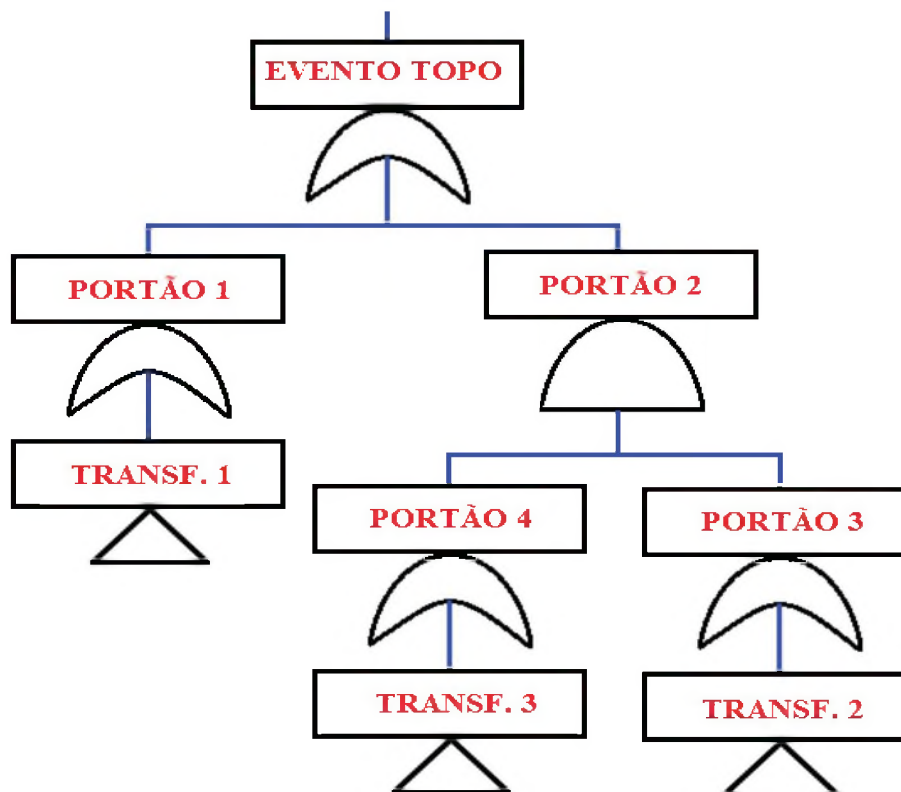 EVENTO TOPO
PORTÃO 1
PORTÃO 2
TRANSF. 1
PORTÃO 4
PORTÃO 3
TRANSF. 3
TRANSF. 2